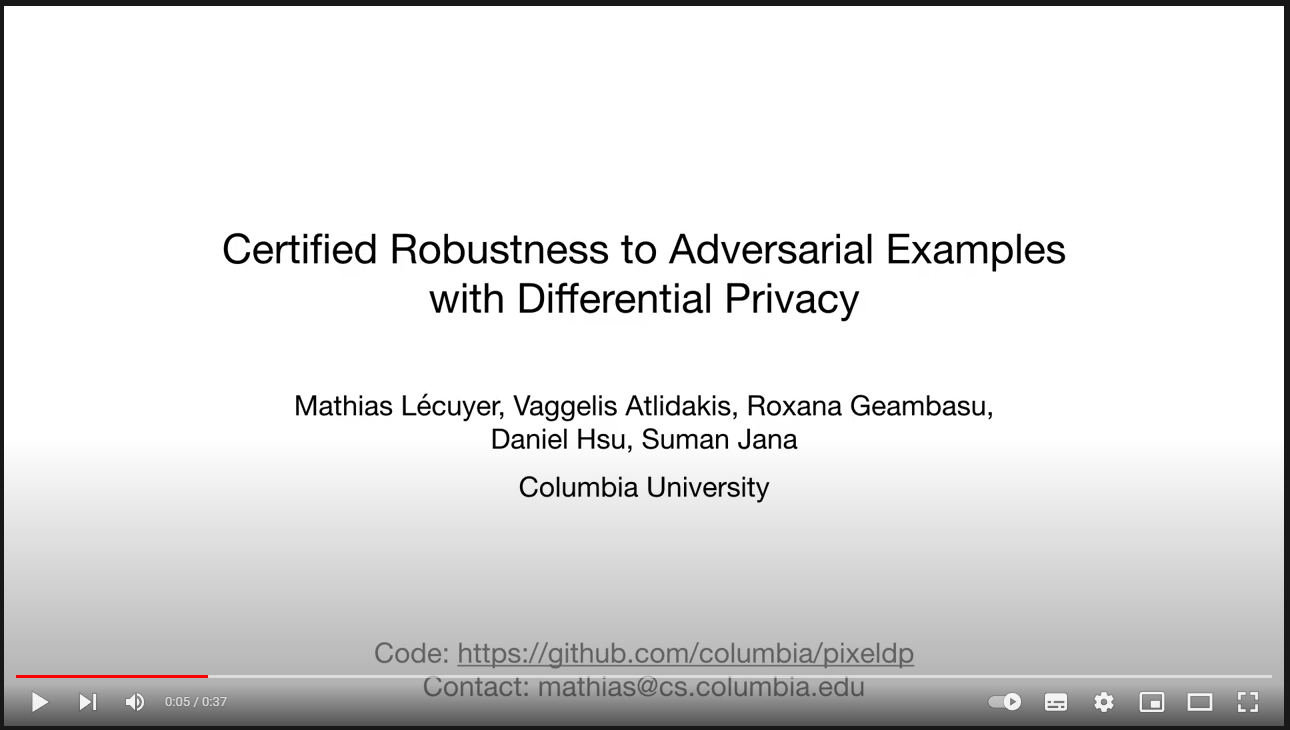 Certified Robustness to Adversarial Examples
with Differential Privacy
Mathias Lécuyer, Vaggelis Atlidakis, Roxana Geambasu,
Daniel Hsu, Suman Jana
Columbia University
Code: https://github.com/columbia/pixeldp
Contact: mathias@cs.columbia.edu
0:05 / 0:37